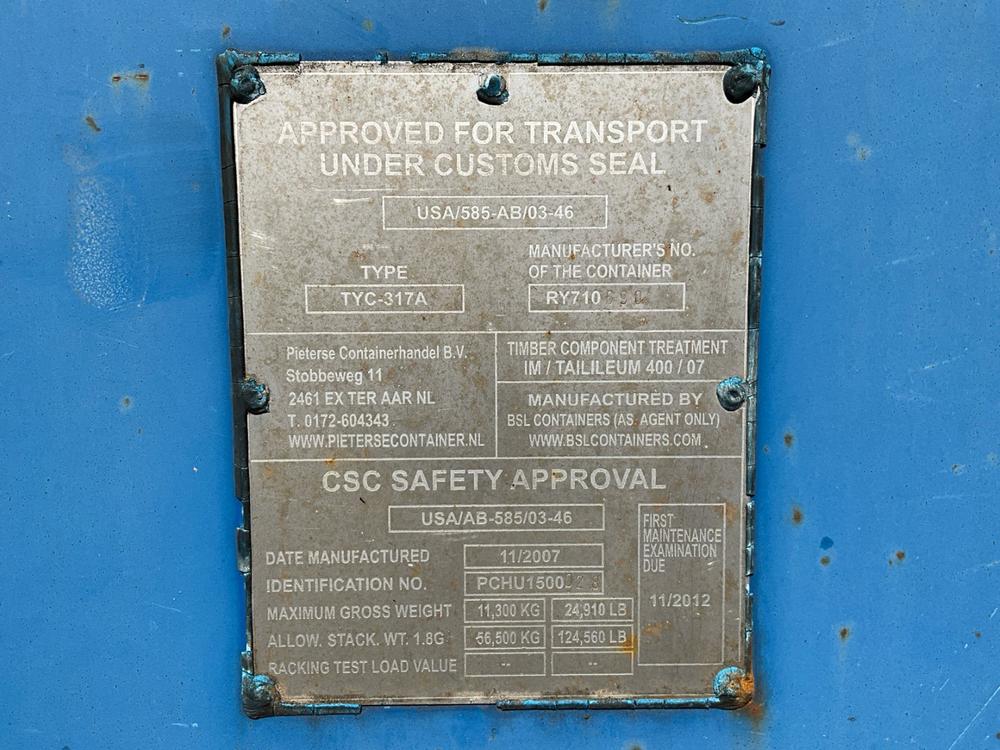 APPROVED FOR TRANSPORT
UNDER CUSTOMS SEAL
USA/585-AB/03-46
TYPE
TYC-317A
MANUFACTURER'S NO.
OF THE CONTAINER
Pieterse Containerhandel B.V.
Stobbeweg 11
2461 EX TER AAR NL
T. 0172-604343
WWW.PIETERSECONTAINER.NL
TIMBER COMPONENT TREATMENT
IM / TAILILEUM 400 / 07
MANUFACTURED BY
BSL CONTAINERS (AS AGENT ONLY)
WWW.BSLCONTAINERS.COM
CSC SAFETY APPROVAL
USA/AB-585/03-46
DATE MANUFACTURED 11/2007
IDENTIFICATION NO.
MAXIMUM GROSS WEIGHT 11,300 KG 24,910 LB
ALLOW. STACK. WT. 1.8G 56,500 KG 124,560 LB
RACKING TEST LOAD VALUE -- --
FIRST
MAINTENANCE
EXAMINATION
DUE
11/2012